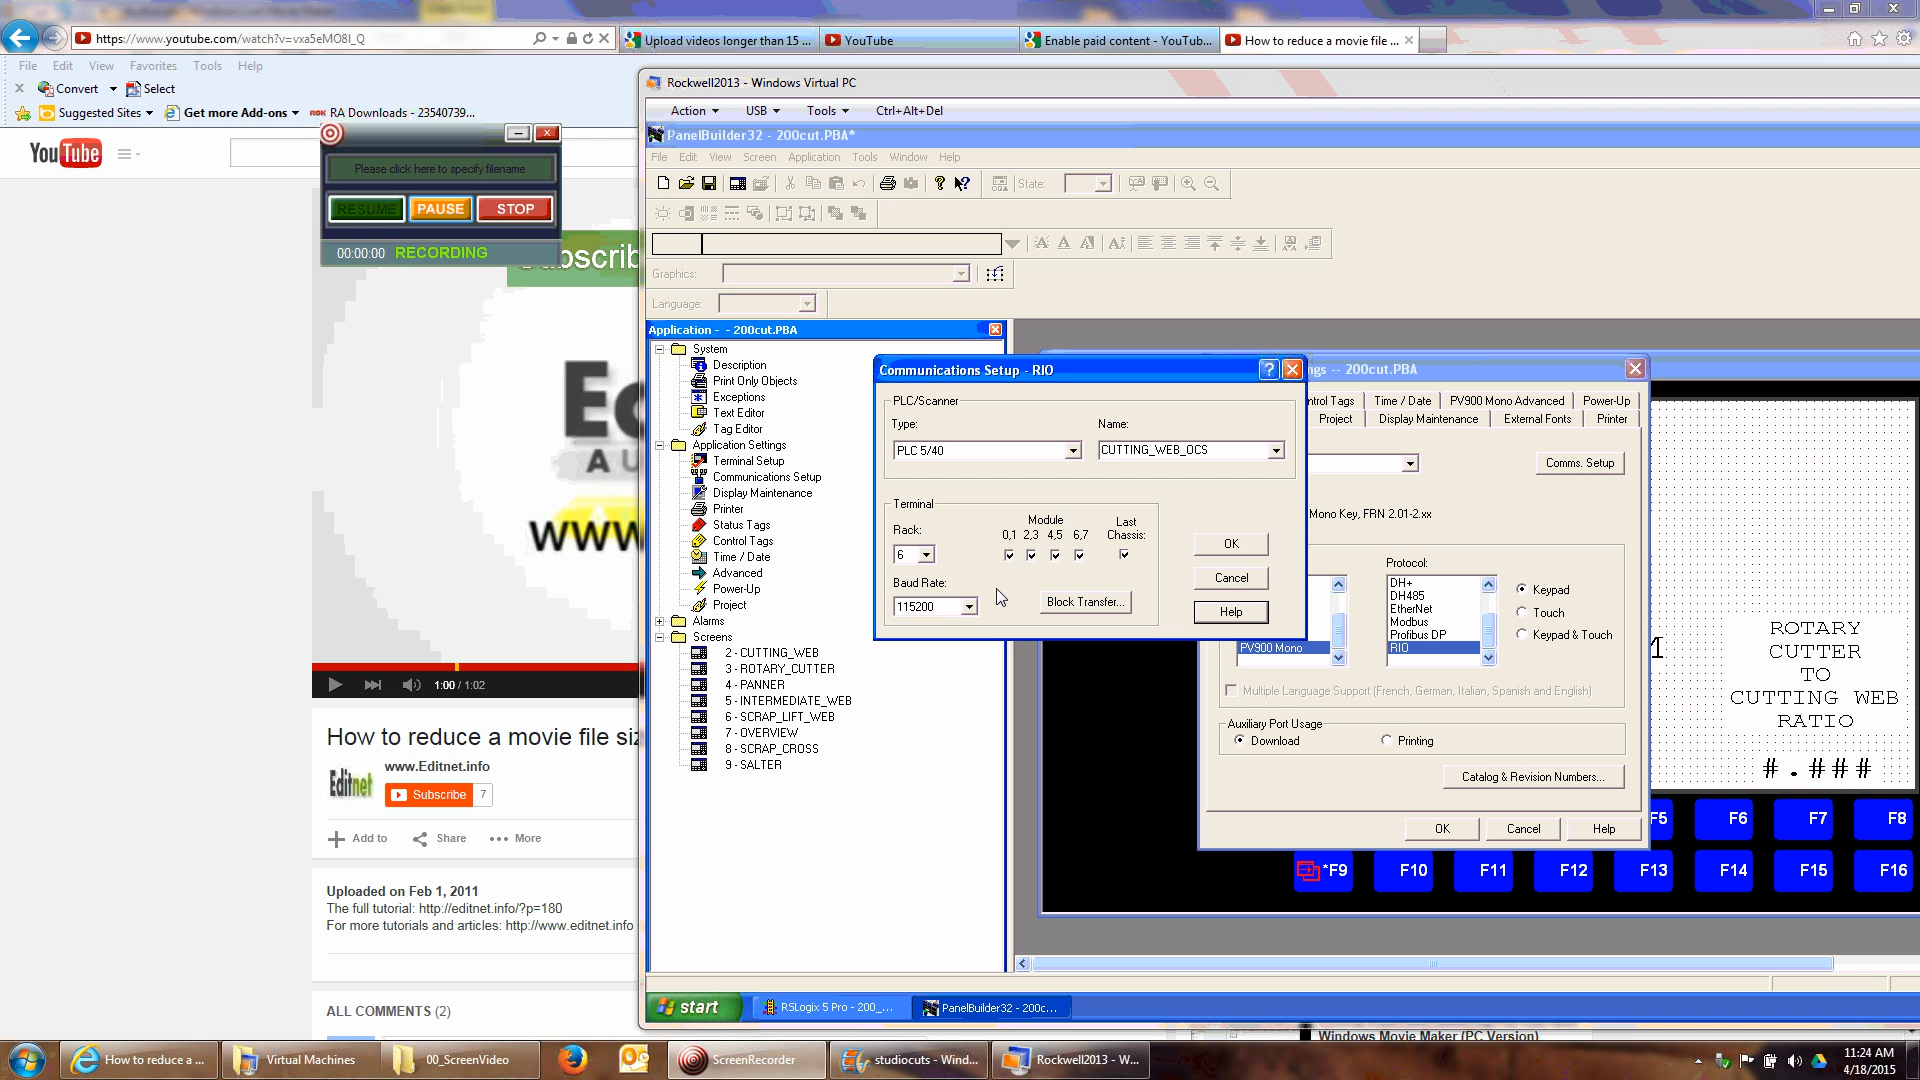 https://www.youtube.com/watch?v=vxa5eMO8I_Q
Upload videos longer than 15 ...
YouTube
Enable paid content - YouTub...
How to reduce a movie file ...
File Edit View Favorites Tools Help
Convert Select
Suggested Sites Get more Add-ons RA Downloads - 23540739...
Rockwell2013 - Windows Virtual PC
Action USB Tools Ctrl+Alt+Del
PanelBuilder32 - 200cut.PBA*
File Edit View Screen Application Tools Window Help
State:
Graphics:
Language:
YouTube
Please click here to specify filename
RESUME PAUSE STOP
00:00:00 RECORDING
Subscrib
Ed
AU
www
1:00 / 1:02
How to reduce a movie file siz
Editnet
www.Editnet.info
Subscribe 7
Add to Share More
Uploaded on Feb 1, 2011
The full tutorial: http://editnet.info/?p=180
For more tutorials and articles: http://www.editnet.info
ALL COMMENTS (2)
Application - - 200cut.PBA
System
Description
Print Only Objects
Exceptions
Text Editor
Tag Editor
Application Settings
Terminal Setup
Communications Setup
Display Maintenance
Printer
Status Tags
Control Tags
Time / Date
Advanced
Power-Up
Project
Alarms
Screens
2 - CUTTING_WEB
3 - ROTARY_CUTTER
4 - PANNER
5 - INTERMEDIATE_WEB
6 - SCRAP_LIFT_WEB
7 - OVERVIEW
8 - SCRAP_CROSS
9 - SALTER
Communications Setup - RIO
PLC/Scanner
Type: Name:
PLC 5/40 CUTTING_WEB_OCS
Terminal
Rack: Module Last Chassis:
0,1 2,3 4,5 6,7
6
Baud Rate:
115200
Block Transfer...
OK
Cancel
Help
ngs -- 200cut.PBA
ntrol Tags Time / Date PV900 Mono Advanced Power-Up
Project Display Maintenance External Fonts Printer
Comms. Setup
Mono Key, FRN 2.01-2.xx
Protocol:
DH+
DH485
EtherNet
Modbus
Profibus DP
RIO
PV900 Mono
Keypad
Touch
Keypad & Touch
Multiple Language Support (French, German, Italian, Spanish and English)
Auxiliary Port Usage
Download Printing
Catalog & Revision Numbers...
OK Cancel Help
ROTARY
CUTTER
TO
CUTTING WEB
RATIO
#.###
F5 F6 F7 F8
*F9 F10 F11 F12 F13 F14 F15 F16
start RSLogix 5 Pro - 200_... PanelBuilder32 - 200c...
Windows Movie Maker (PC Version)
How to reduce a ... Virtual Machines 00_ScreenVideo ScreenRecorder studiocuts - Wind... Rockwell2013 - W...
11:24 AM
4/18/2015